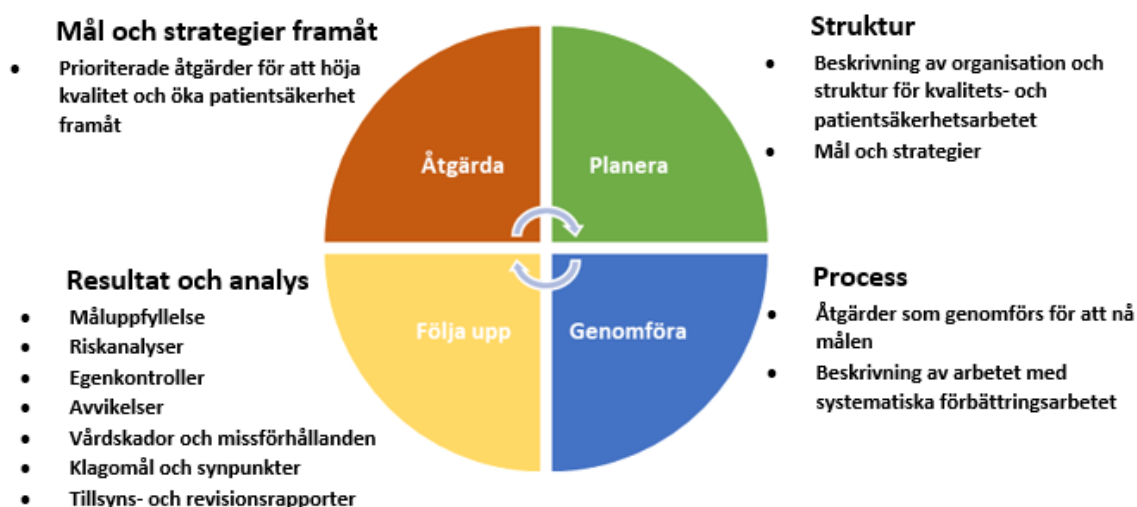 Mål och strategier framåt
• Prioriterade åtgärder för att höja
kvalitet och öka patientsäkerhet
framåt
Struktur
• Beskrivning av organisation och
struktur för kvalitets- och
patientsäkerhetsarbetet
• Mål och strategier
Åtgärda
Planera
Följa upp
Genomföra
Resultat och analys
• Måluppfyllelse
• Riskanalyser
• Egenkontroller
• Avvikelser
• Vårdskador och missförhållanden
• Klagomål och synpunkter
• Tillsyns- och revisionsrapporter
Process
• Åtgärder som genomförs för att nå
målen
• Beskrivning av arbetet med
systematiska förbättringsarbetet